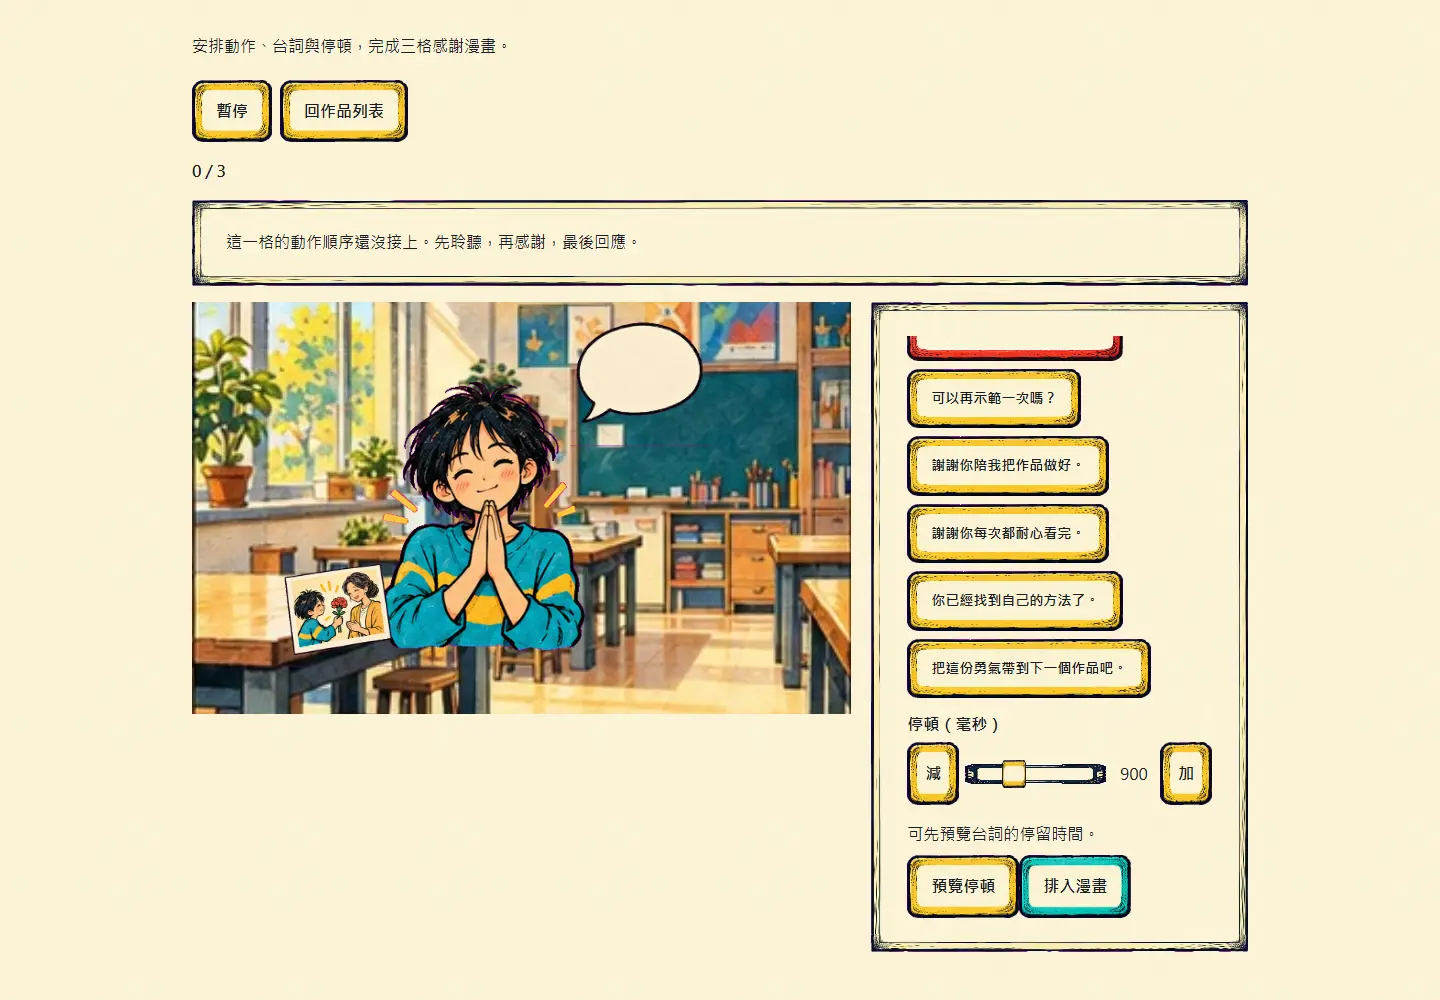 安排動作、台詞與停頓，完成三格感謝漫畫。
暫停
回作品列表
0 / 3
這一格的動作順序還沒接上。先聆聽，再感謝，最後回應。
可以再示範一次嗎？
謝謝你陪我把作品做好。
謝謝你每次都耐心看完。
你已經找到自己的方法了。
把這份勇氣帶到下一個作品吧。
停頓（毫秒）
減
900
加
可先預覽台詞的停留時間。
預覽停頓
排入漫畫